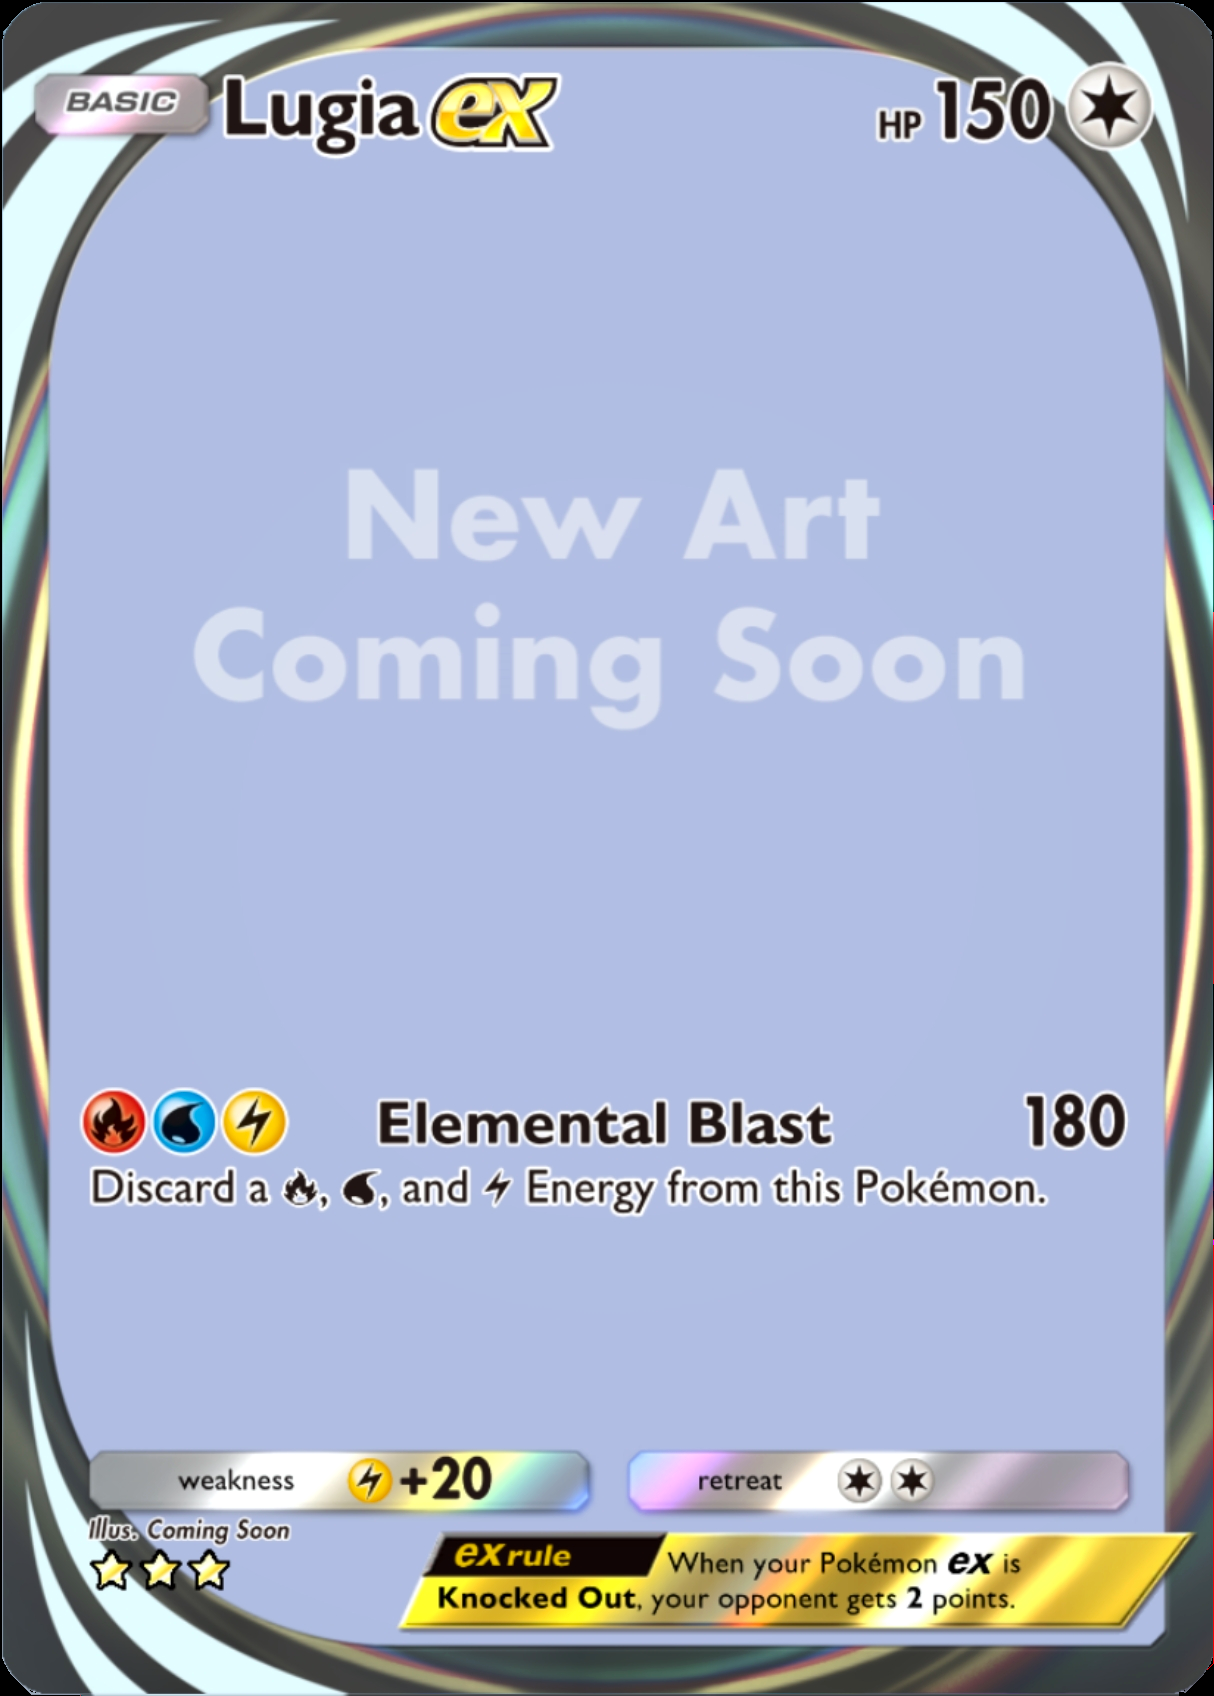 BASIC Lugia ex HP 150
New Art
Coming Soon
Elemental Blast 180
Discard a , , and Energy from this Pokémon.
weakness +20 retreat
Illus. Coming Soon
ex rule When your Pokémon ex is
Knocked Out, your opponent gets 2 points.